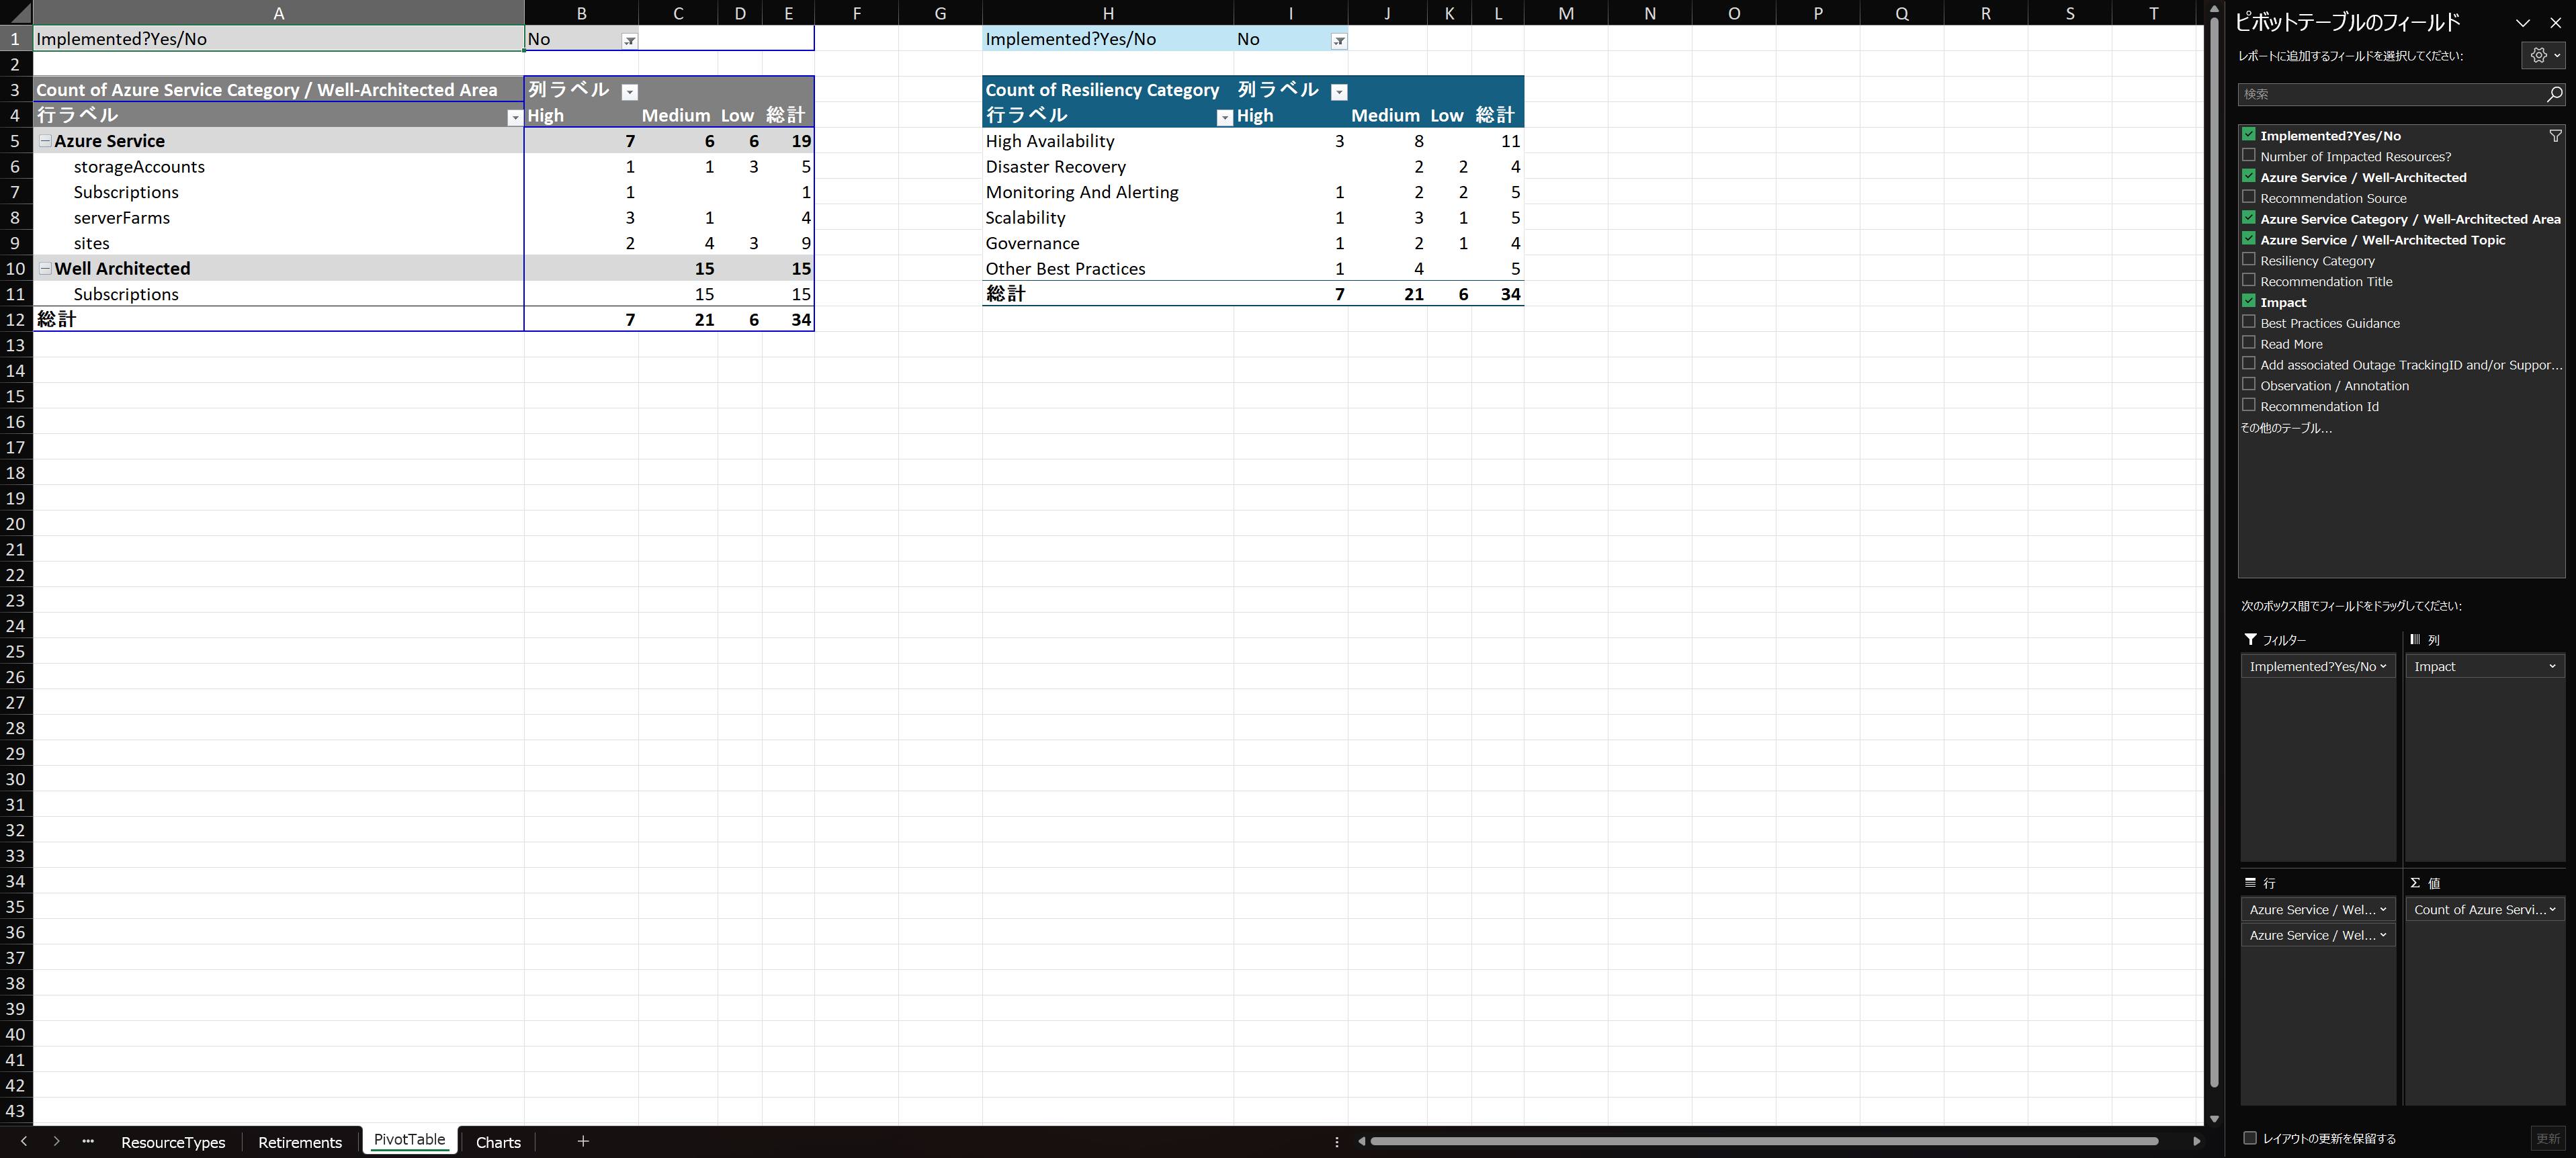 A B C D E F G H I J K L M N O P Q R S T
1 Implemented?Yes/No No Implemented?Yes/No No
2
3 Count of Azure Service Category / Well-Architected Area 列ラベル Count of Resiliency Category 列ラベル
4 行ラベル High Medium Low 総計 行ラベル High Medium Low 総計
5 Azure Service 7 6 6 19 High Availability 3 8 11
6 storageAccounts 1 1 3 5 Disaster Recovery 2 2 4
7 Subscriptions 1 1 Monitoring And Alerting 1 2 2 5
8 serverFarms 3 1 4 Scalability 1 3 1 5
9 sites 2 4 3 9 Governance 1 2 1 4
10 Well Architected 15 15 Other Best Practices 1 4 5
11 Subscriptions 15 15 総計 7 21 6 34
12 総計 7 21 6 34
13
14
15
16
17
18
19
20
21
22
23
24
25
26
27
28
29
30
31
32
33
34
35
36
37
38
39
40
41
42
43
ResourceTypes Retirements PivotTable Charts
ピボットテーブルのフィールド
レポートに追加するフィールドを選択してください:
検索
Implemented?Yes/No
Number of Impacted Resources?
Azure Service / Well-Architected
Recommendation Source
Azure Service Category / Well-Architected Area
Azure Service / Well-Architected Topic
Resiliency Category
Recommendation Title
Impact
Best Practices Guidance
Read More
Add associated Outage TrackingID and/or Suppor...
Observation / Annotation
Recommendation Id
その他のテーブル...
次のボックス間でフィールドをドラッグしてください:
フィルター
Implemented?Yes/No
列
Impact
行
Azure Service / Wel...
Azure Service / Wel...
Σ 値
Count of Azure Servi...
レイアウトの更新を保留する 更新